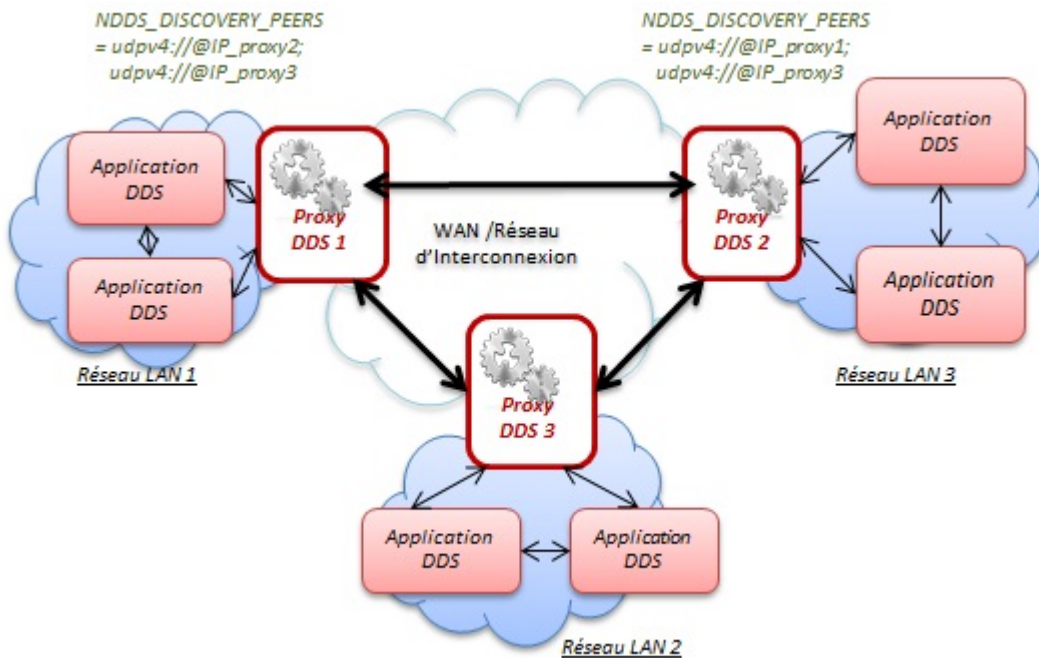 NDDS_DISCOVERY_PEERS
= udpv4://@IP_proxy2;
udpv4://@IP_proxy3
NDDS_DISCOVERY_PEERS
= udpv4://@IP_proxy1;
udpv4://@IP_proxy3
Application
DDS
Application
DDS
Proxy
DDS 1
WAN /Réseau
d'Interconnexion
Proxy
DDS 2
Application
DDS
Application
DDS
Réseau LAN 1
Réseau LAN 3
Proxy
DDS 3
Application
DDS
Application
DDS
Réseau LAN 2